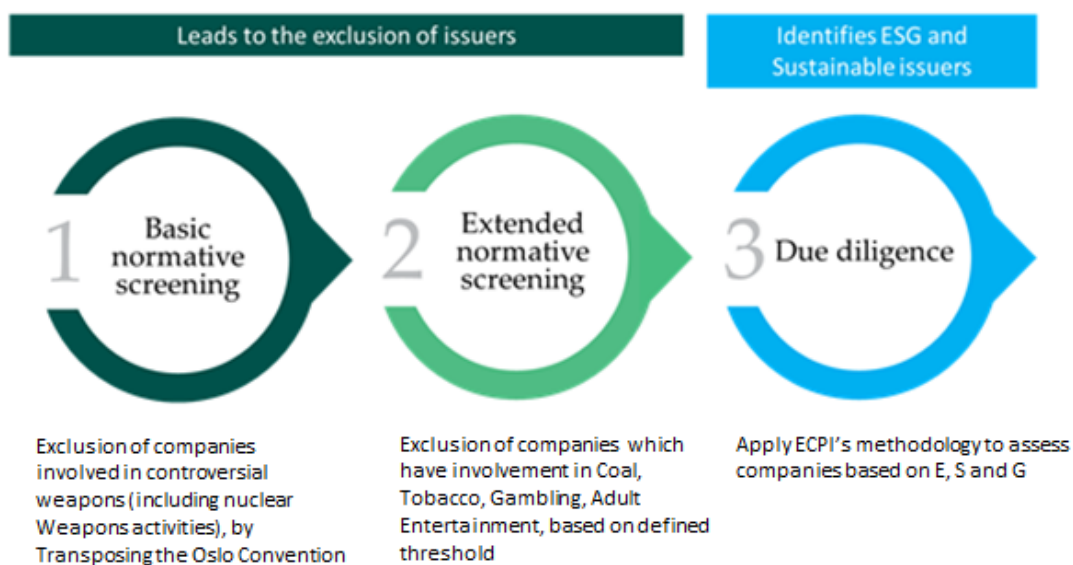 Leads to the exclusion of issuers
Identifies ESG and
Sustainable issuers
1
Basic
normative
screening
2
Extended
normative
screening
3
Due diligence
Exclusion of companies
involved in controversial
weapons (including nuclear
Weapons activities), by
Transposing the Oslo Convention
Exclusion of companies which
have involvement in Coal,
Tobacco, Gambling, Adult
Entertainment, based on defined
threshold
Apply ECPI's methodology to assess
companies based on E, S and G